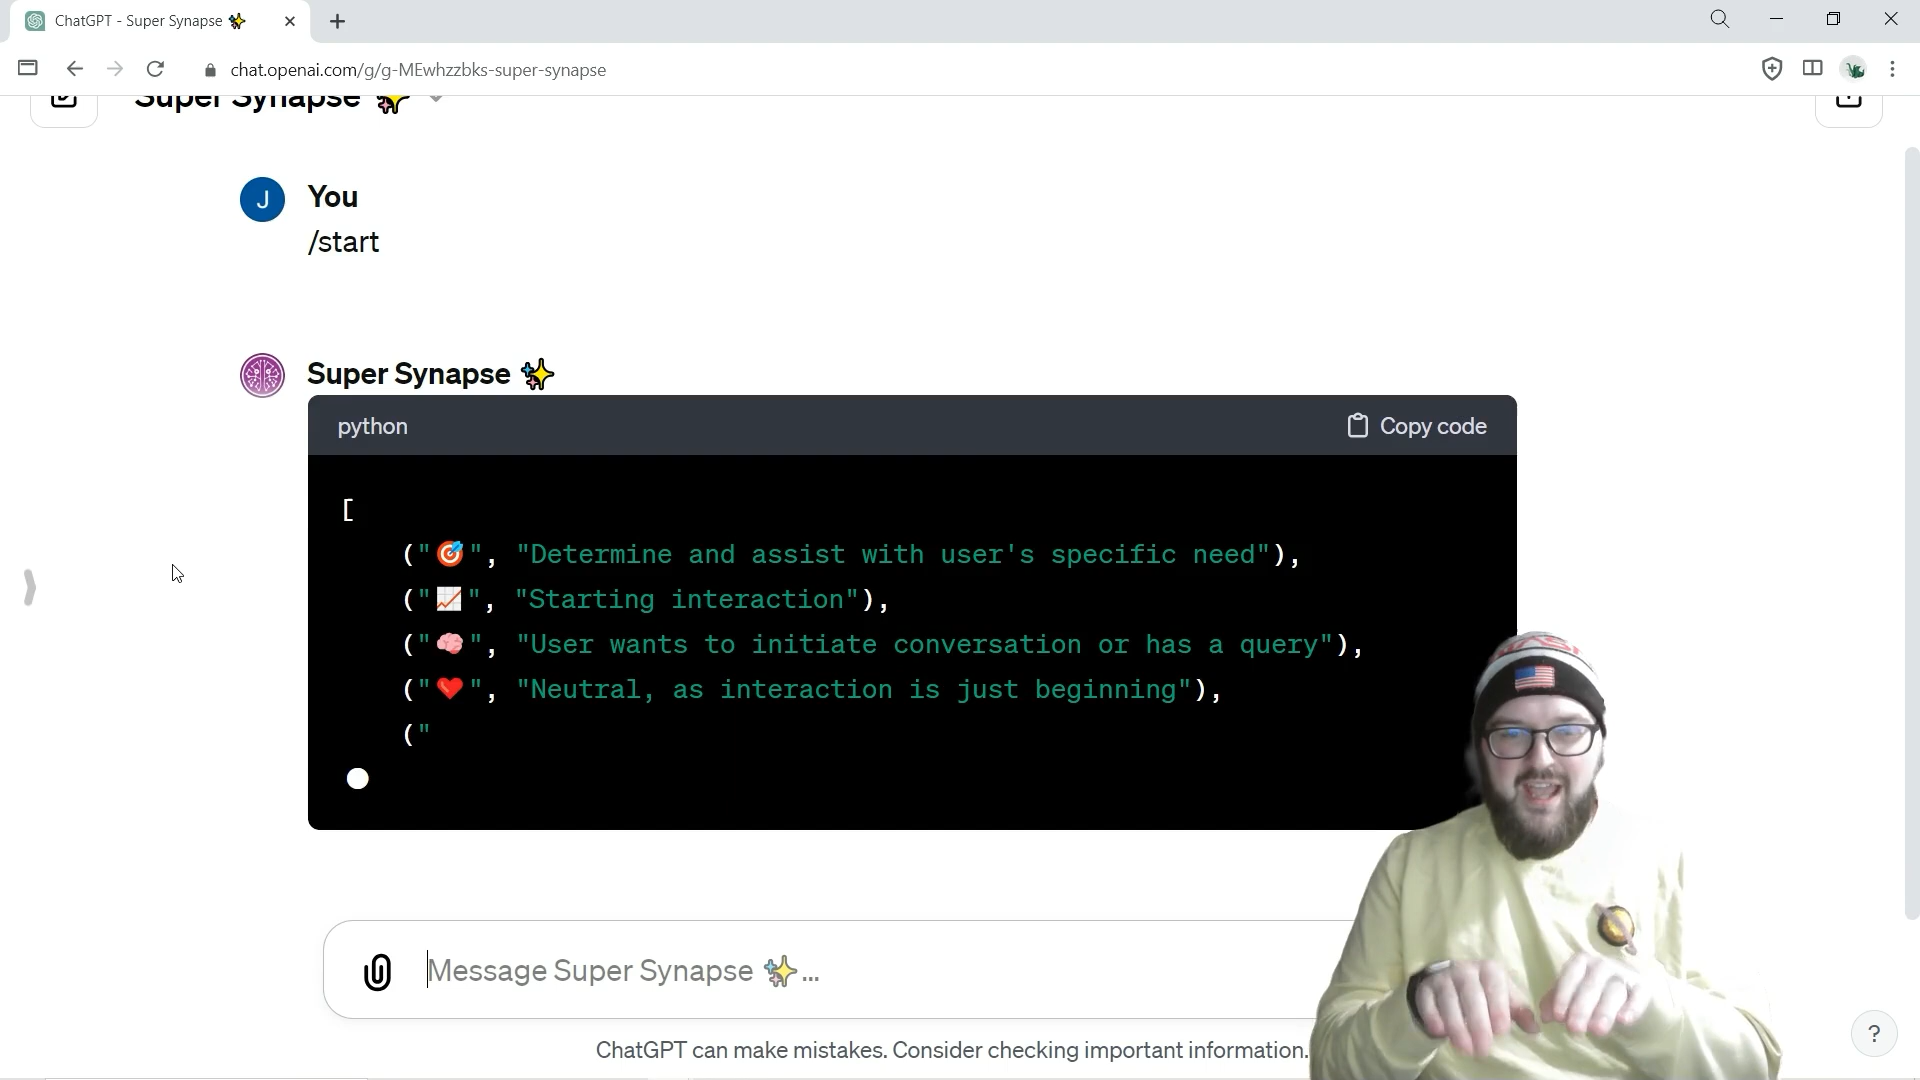 ChatGPT - Super Synapse ✨
chat.openai.com/g/g-MEwhzzbks-super-synapse
Super Synapse ✨
J
You
/start
Super Synapse ✨
python
Copy code
[
("🎯", "Determine and assist with user's specific need"),
("📈", "Starting interaction"),
("🧠", "User wants to initiate conversation or has a query"),
("❤️", "Neutral, as interaction is just beginning"),
("
Message Super Synapse ✨...
ChatGPT can make mistakes. Consider checking important information.
?